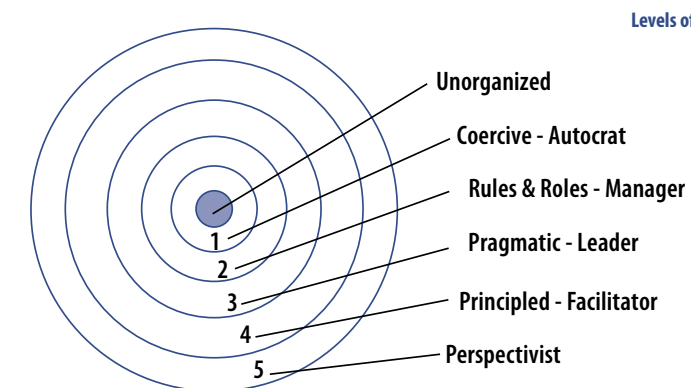 Levels of
Unorganized
Coercive - Autocrat
Rules & Roles - Manager
Pragmatic - Leader
Principled - Facilitator
Perspectivist
1
2
3
4
5